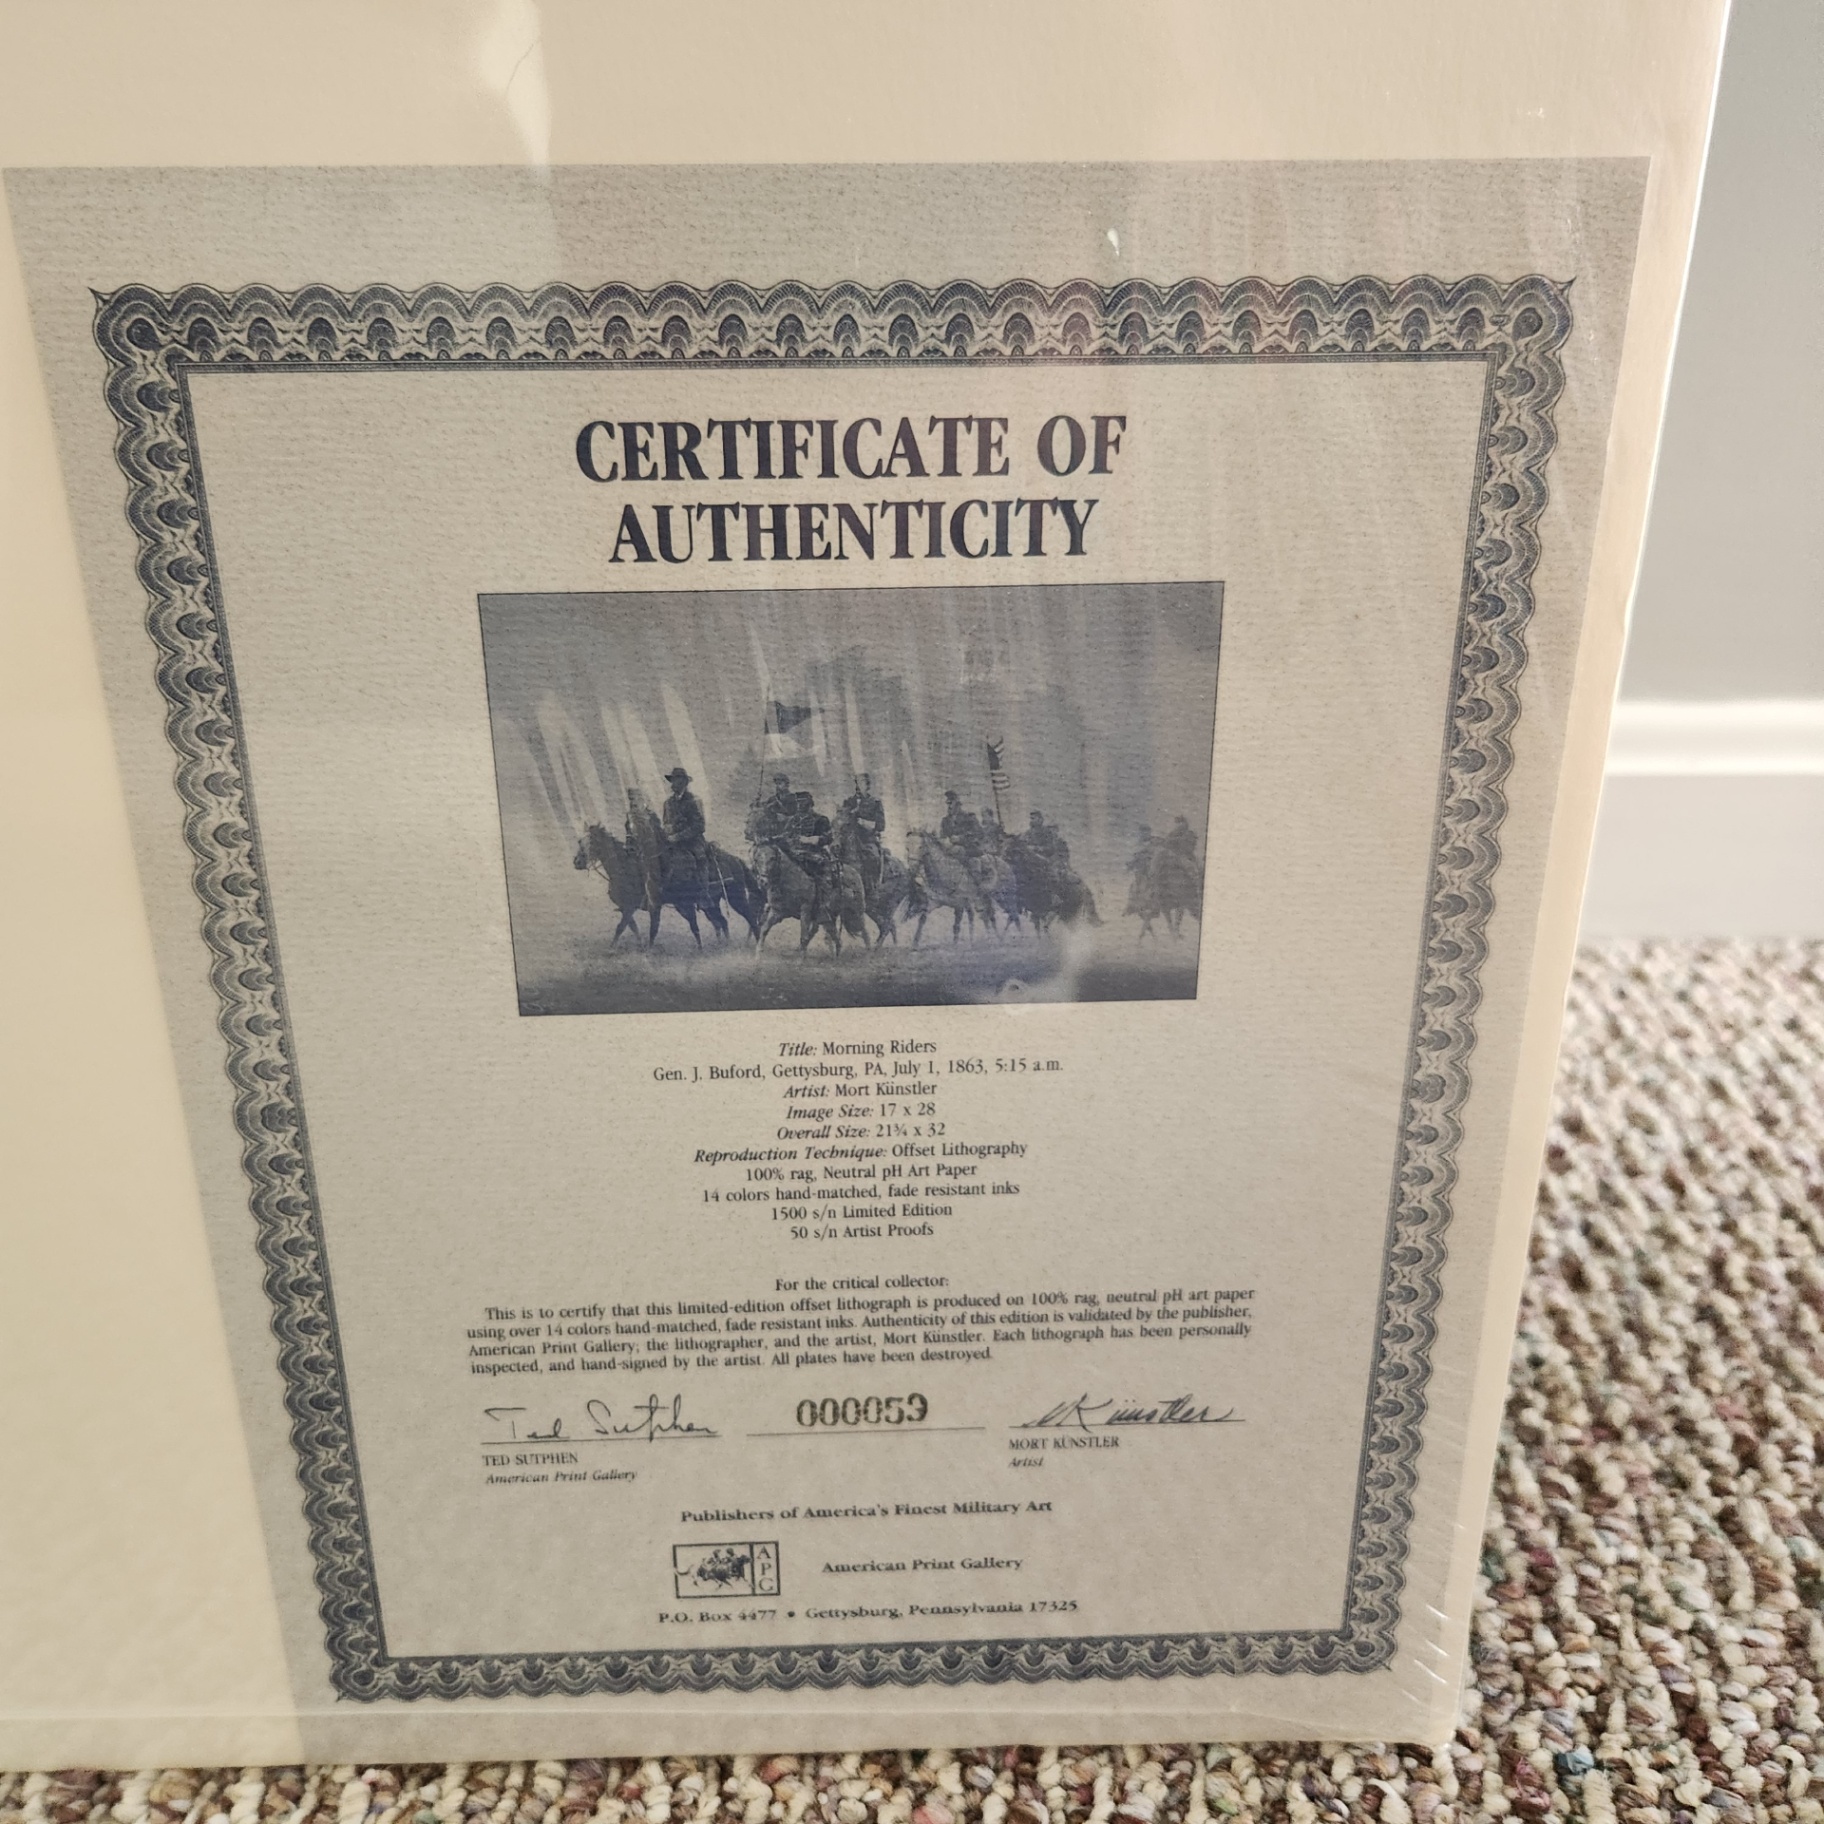 CERTIFICATE OF
AUTHENTICITY
Title: Morning Riders
Gen. J. Buford, Gettysburg, PA, July 1, 1863, 5:15 a.m.
Artist: Mort Künstler
Image Size: 17 x 28
Overall Size: 21¾ x 32
Reproduction Technique: Offset Lithography
100% rag, Neutral pH Art Paper
14 colors hand-matched, fade resistant inks
1500 s/n Limited Edition
50 s/n Artist Proofs
For the critical collector:
This is to certify that this limited-edition offset lithograph is produced on 100% rag, neutral pH art paper
using over 14 colors hand-matched, fade resistant inks. Authenticity of this edition is validated by the publisher,
American Print Gallery; the lithographer, and the artist, Mort Künstler. Each lithograph has been personally
inspected, and hand-signed by the artist. All plates have been destroyed.
Ted Sutphen 000059 MKünstler
TED SUTPHEN MORT KÜNSTLER
American Print Gallery Artist
Publishers of America's Finest Military Art
APG American Print Gallery
P.O. Box 4477 • Gettysburg, Pennsylvania 17325